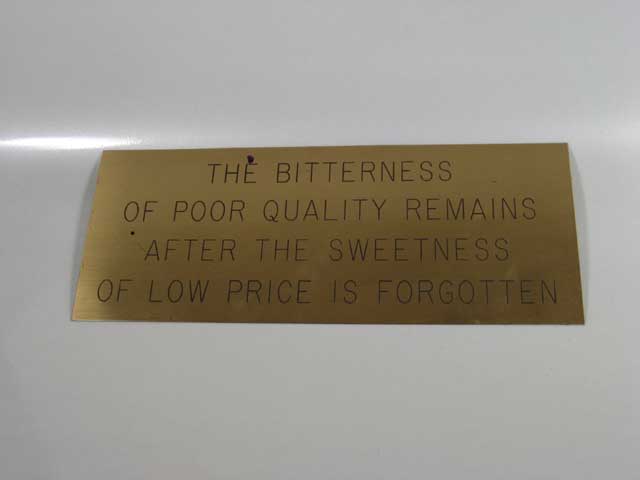 THE BITTERNESS
OF POOR QUALITY REMAINS
AFTER THE SWEETNESS
OF LOW PRICE IS FORGOTTEN